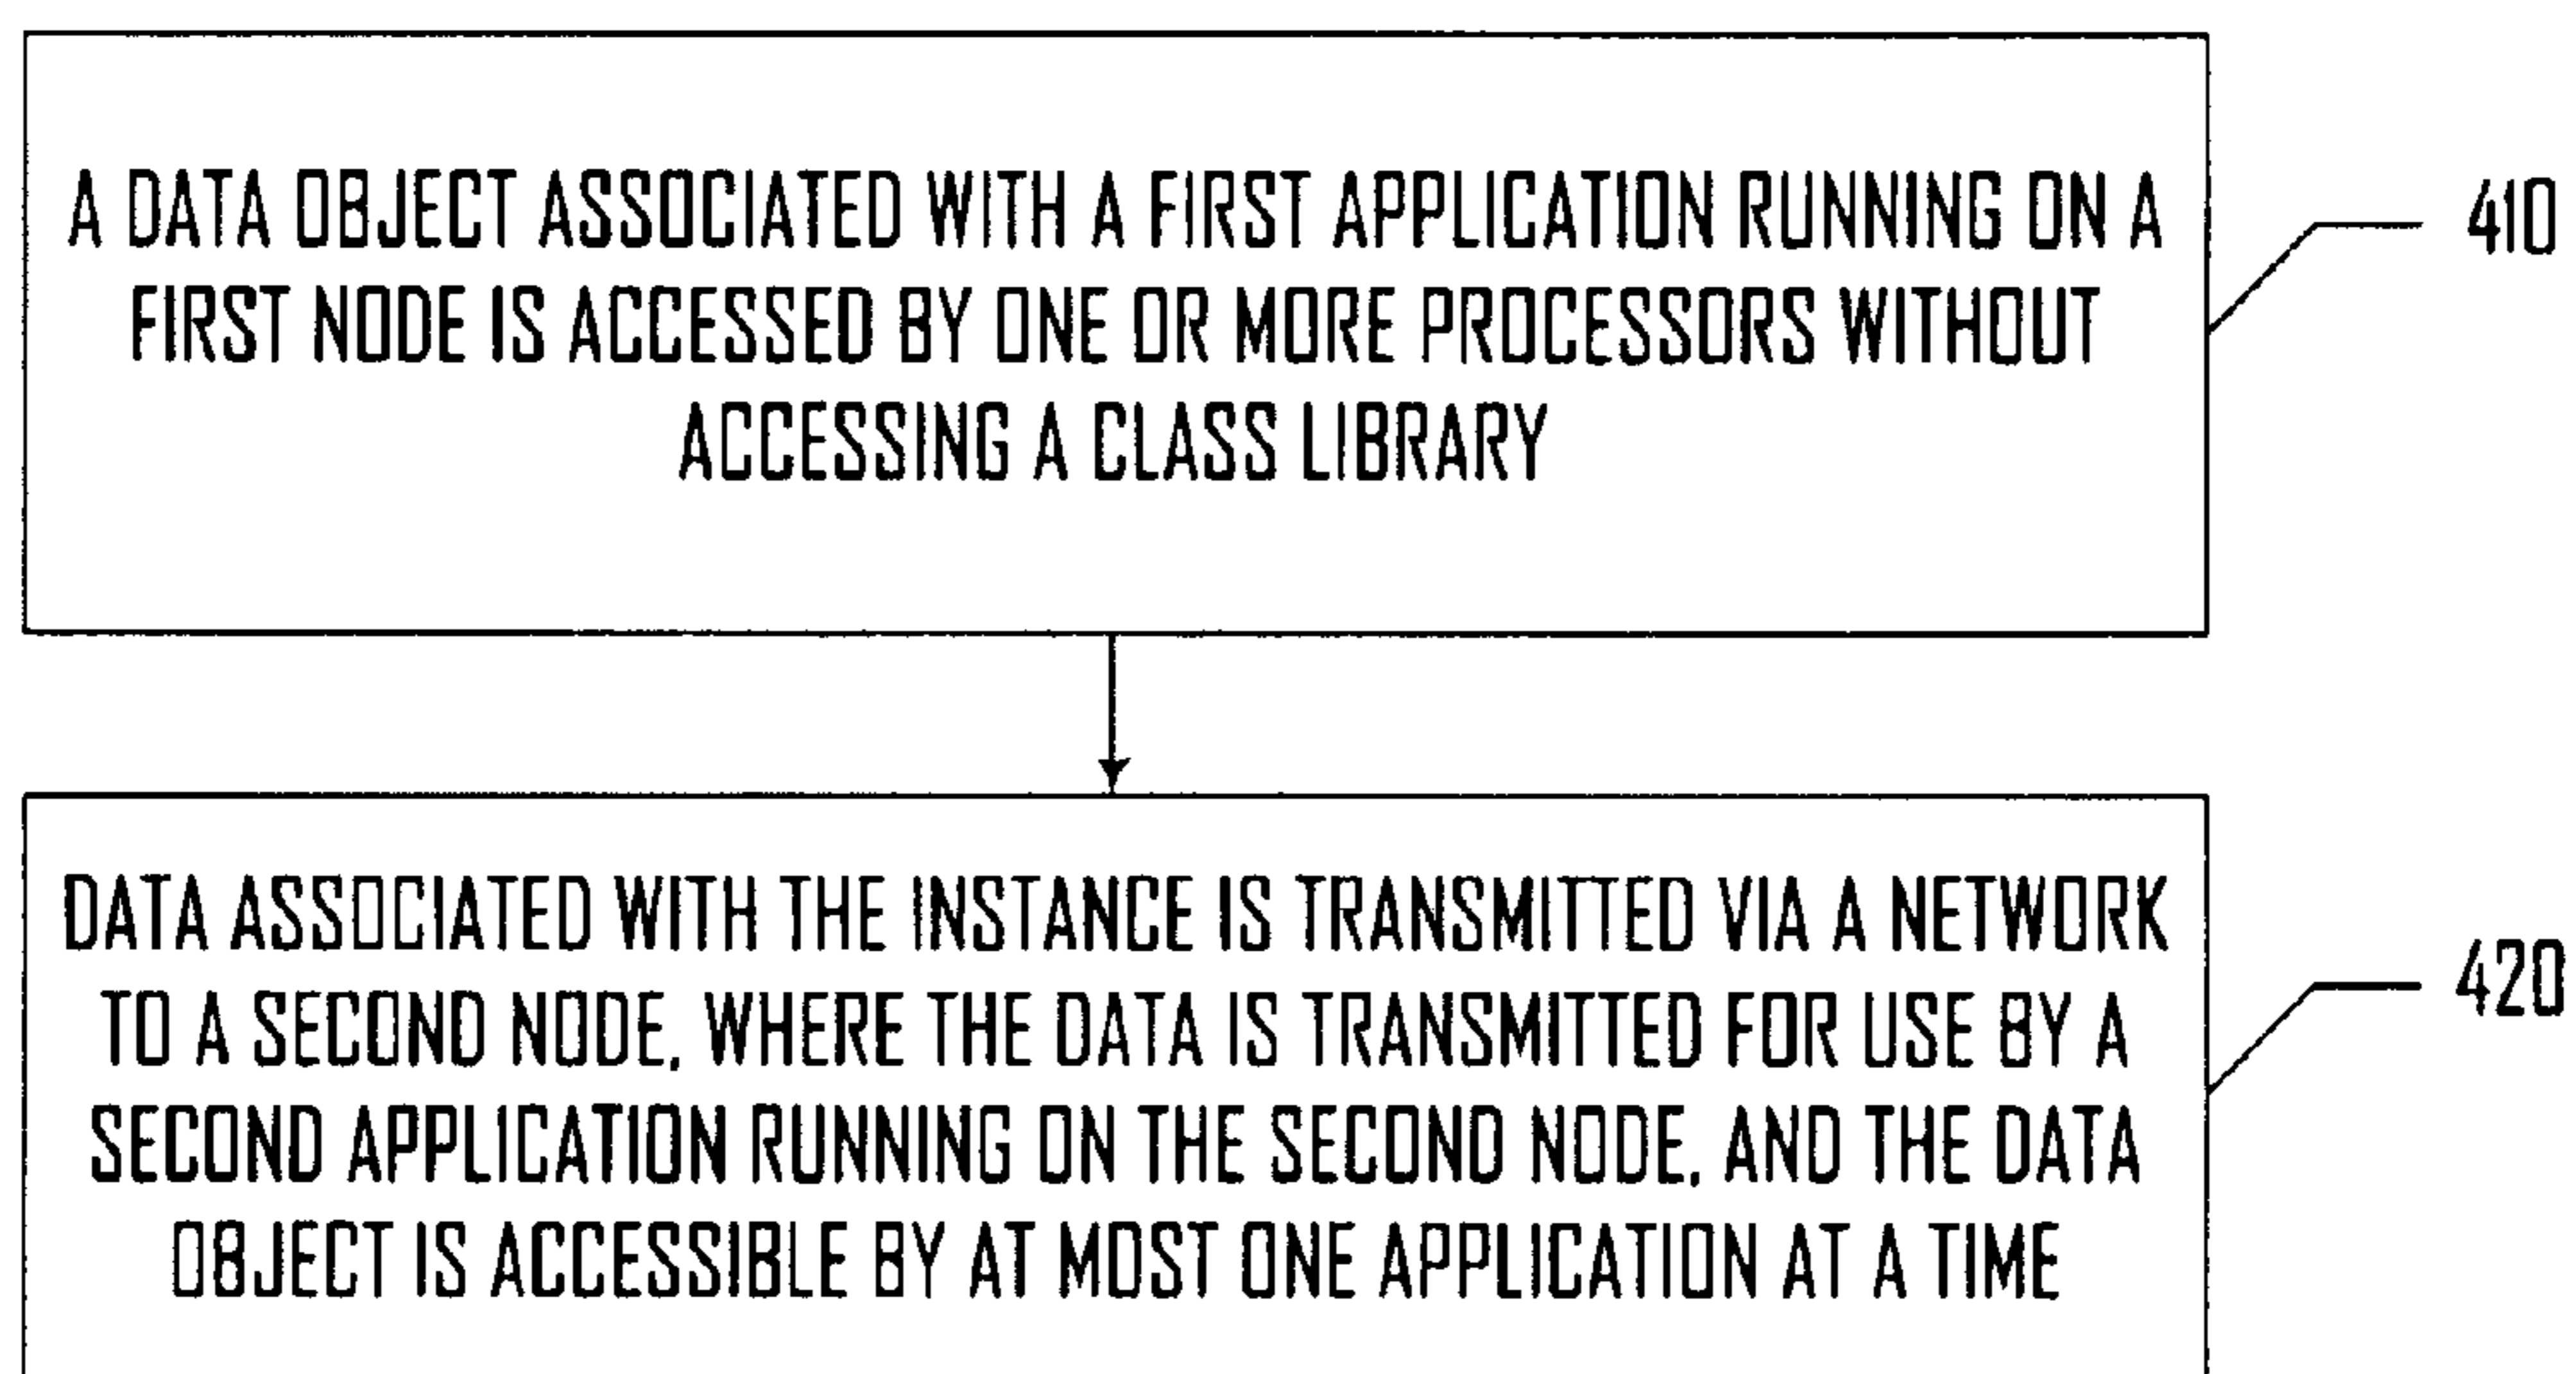 A DATA OBJECT ASSOCIATED WITH A FIRST APPLICATION RUNNING ON A
FIRST NODE IS ACCESSED BY ONE OR MORE PROCESSORS WITHOUT
ACCESSING A CLASS LIBRARY
410
DATA ASSOCIATED WITH THE INSTANCE IS TRANSMITTED VIA A NETWORK
TO A SECOND NODE, WHERE THE DATA IS TRANSMITTED FOR USE BY A
SECOND APPLICATION RUNNING ON THE SECOND NODE, AND THE DATA
OBJECT IS ACCESSIBLE BY AT MOST ONE APPLICATION AT A TIME
420